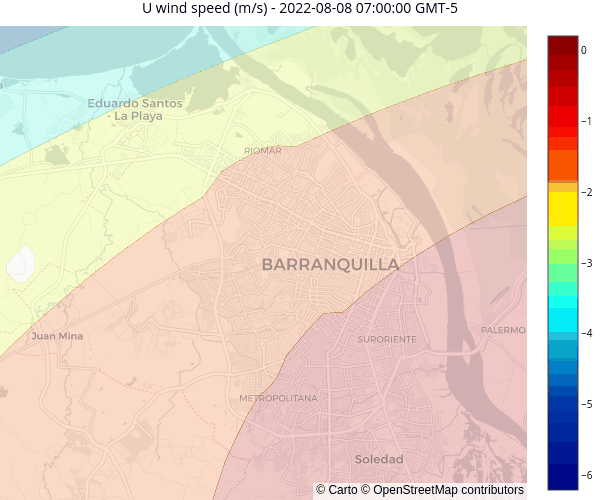 U wind speed (m/s) - 2022-08-08 07:00:00 GMT-5
Eduardo Santos
- La Playa
RIOMAR
BARRANQUILLA
Juan Mina
SURORIENTE
PALERMO
METROPOLITANA
Soledad
© Carto © OpenStreetMap contributors
0
−1
−2
−3
−4
−5
−6